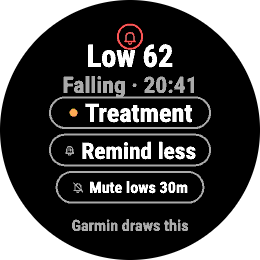 Low 62
Falling · 20:41
Treatment
Remind less
Mute lows 30m
Garmin draws this